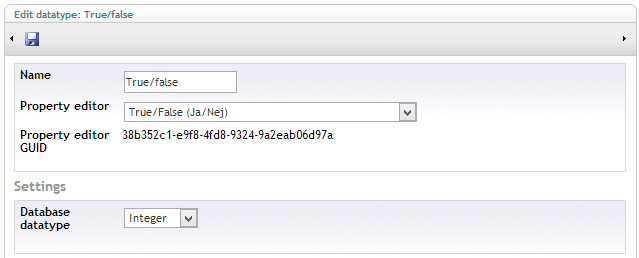 Edit datatype: True/false
Name
True/false
Property editor
True/False (Ja/Nej)
Property editor
GUID
38b352c1-e9f8-4fd8-9324-9a2eab06d97a
Settings
Database
datatype
Integer